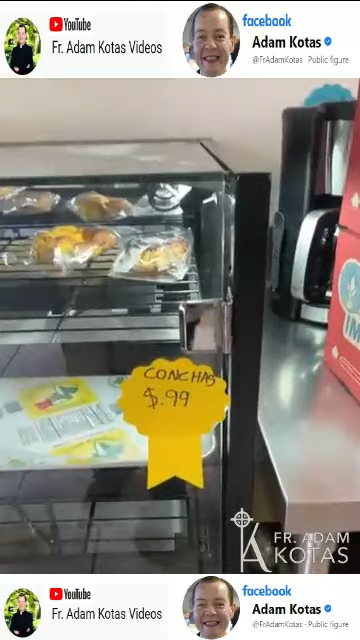 YouTube
Fr. Adam Kotas Videos
facebook
Adam Kotas
@FrAdamKotas · Public figure
CONCHAS
$.99
FR. ADAM
KOTAS
YouTube
Fr. Adam Kotas Videos
facebook
Adam Kotas
@FrAdamKotas · Public figure